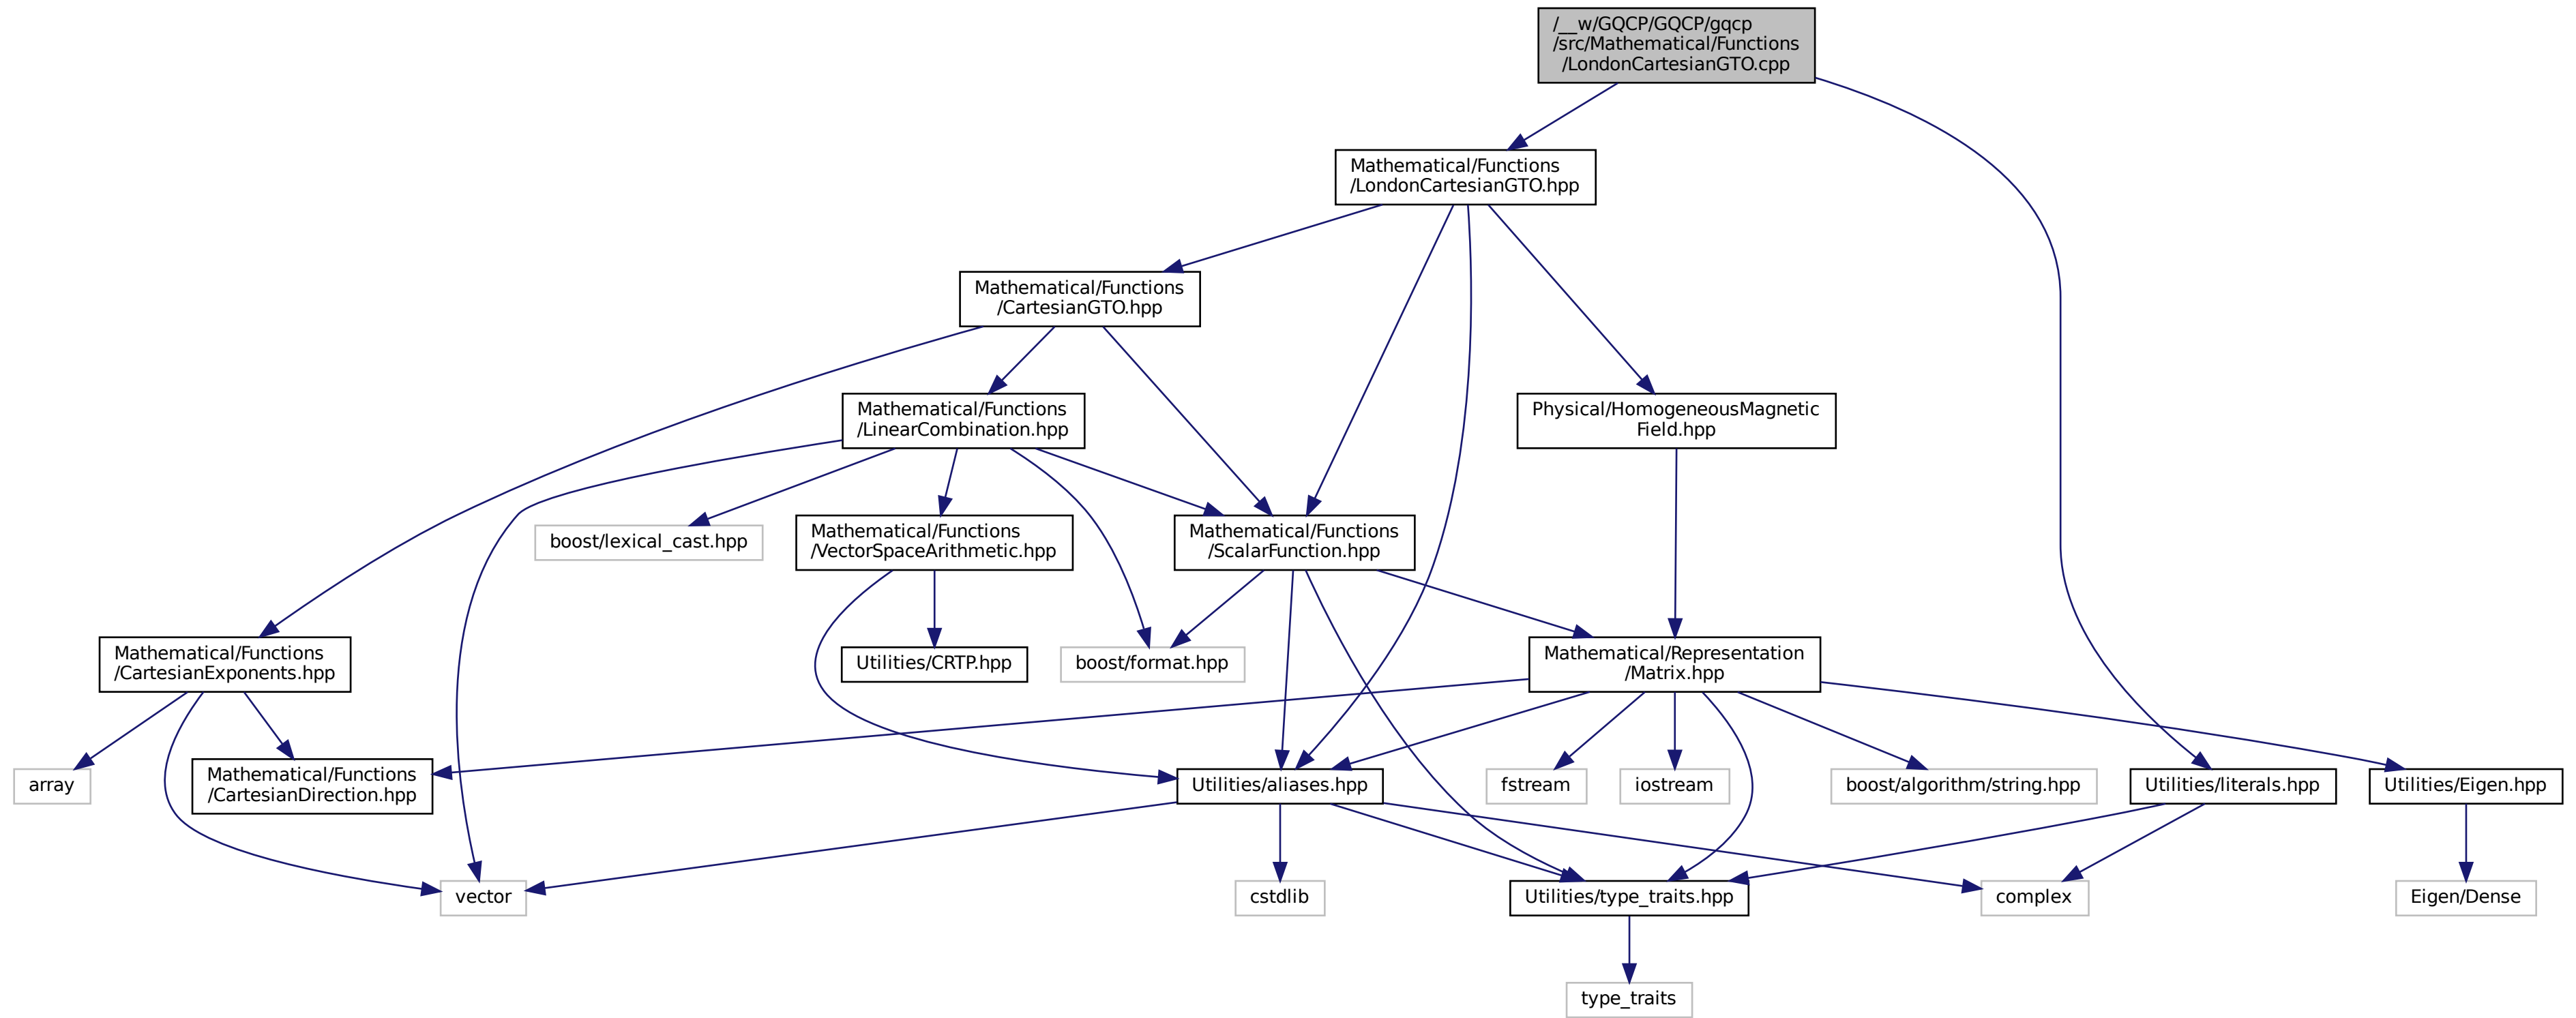 /__w/GQCP/GQCP/gqcp
/src/Mathematical/Functions
/LondonCartesianGTO.cpp
Mathematical/Functions
/LondonCartesianGTO.hpp
Mathematical/Functions
/CartesianGTO.hpp
Mathematical/Functions
/LinearCombination.hpp
Physical/HomogeneousMagnetic
Field.hpp
boost/lexical_cast.hpp
Mathematical/Functions
/VectorSpaceArithmetic.hpp
Mathematical/Functions
/ScalarFunction.hpp
Mathematical/Functions
/CartesianExponents.hpp
Utilities/CRTP.hpp
boost/format.hpp
Mathematical/Representation
/Matrix.hpp
array
Mathematical/Functions
/CartesianDirection.hpp
Utilities/aliases.hpp
fstream
iostream
boost/algorithm/string.hpp
Utilities/literals.hpp
Utilities/Eigen.hpp
vector
cstdlib
Utilities/type_traits.hpp
complex
Eigen/Dense
type_traits